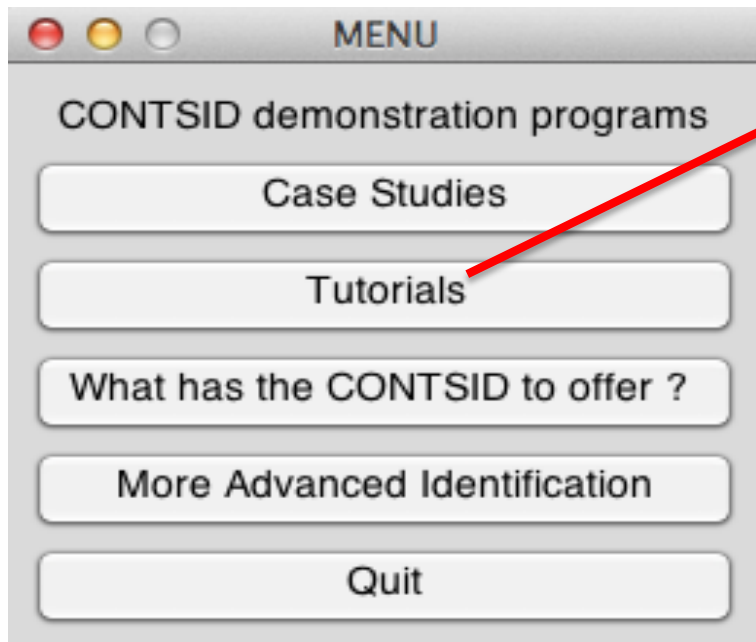 MENU
CONTSID demonstration programs
Case Studies
Tutorials
What has the CONTSID to offer ?
More Advanced Identification
Quit